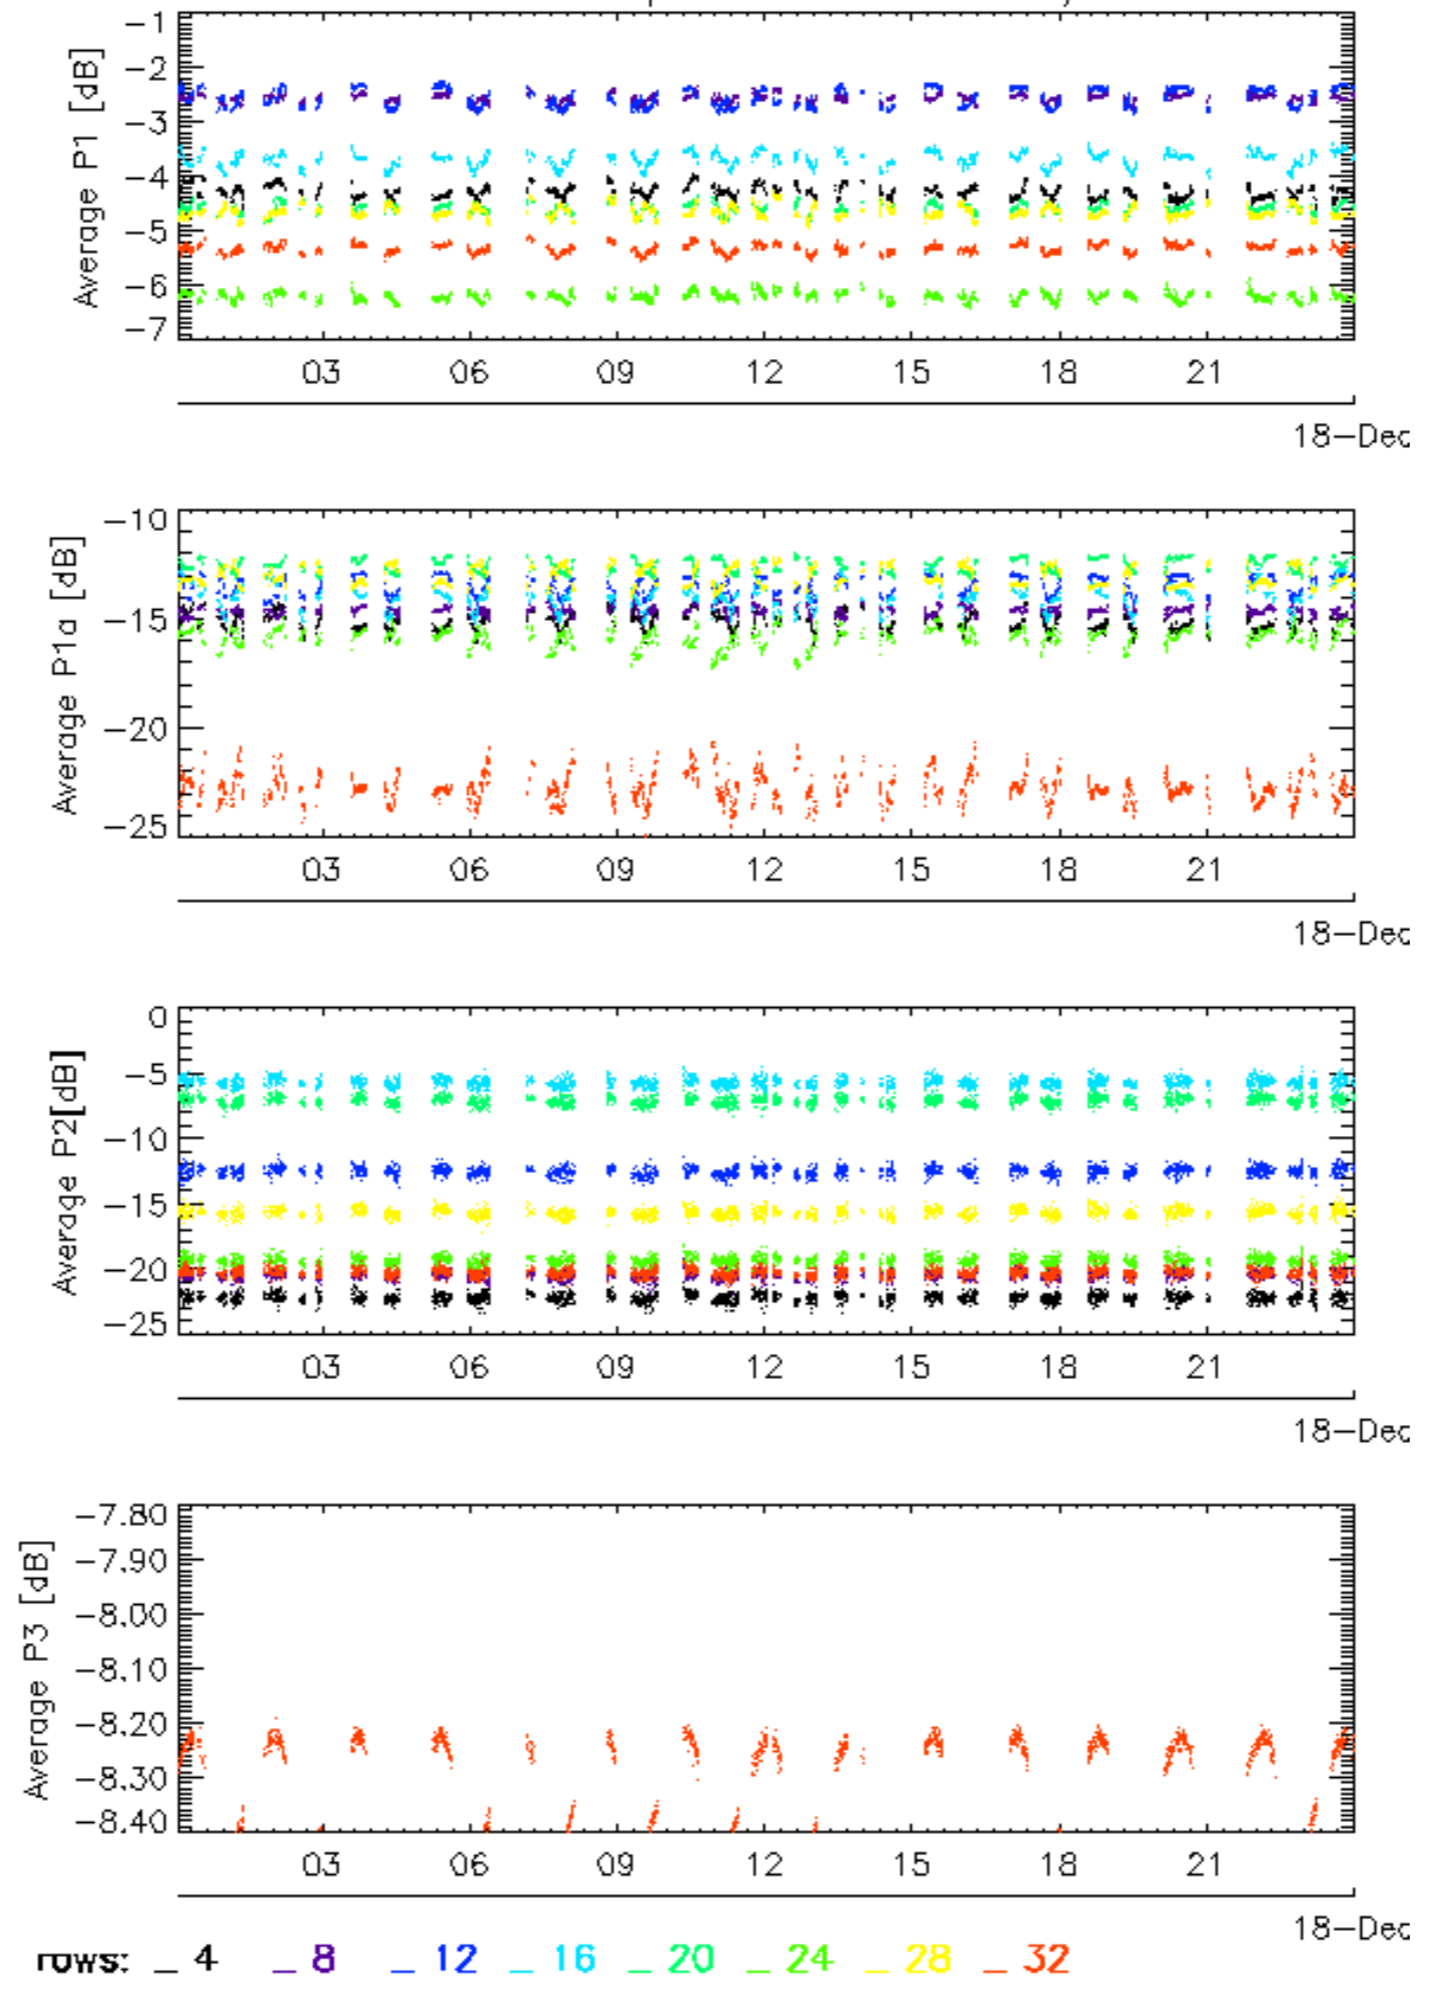 Average P1 [dB]
-1
-2
-3
-4
-5
-6
-7
03 06 09 12 15 18 21
18-Dec
Average P1a [dB]
-10
-15
-20
-25
03 06 09 12 15 18 21
18-Dec
Average P2[dB]
0
-5
-10
-15
-20
-25
03 06 09 12 15 18 21
18-Dec
Average P3 [dB]
-7.80
-7.90
-8.00
-8.10
-8.20
-8.30
-8.40
03 06 09 12 15 18 21
18-Dec
rows: _ 4 _ 8 _ 12 _ 16 _ 20 _ 24 _ 28 _ 32